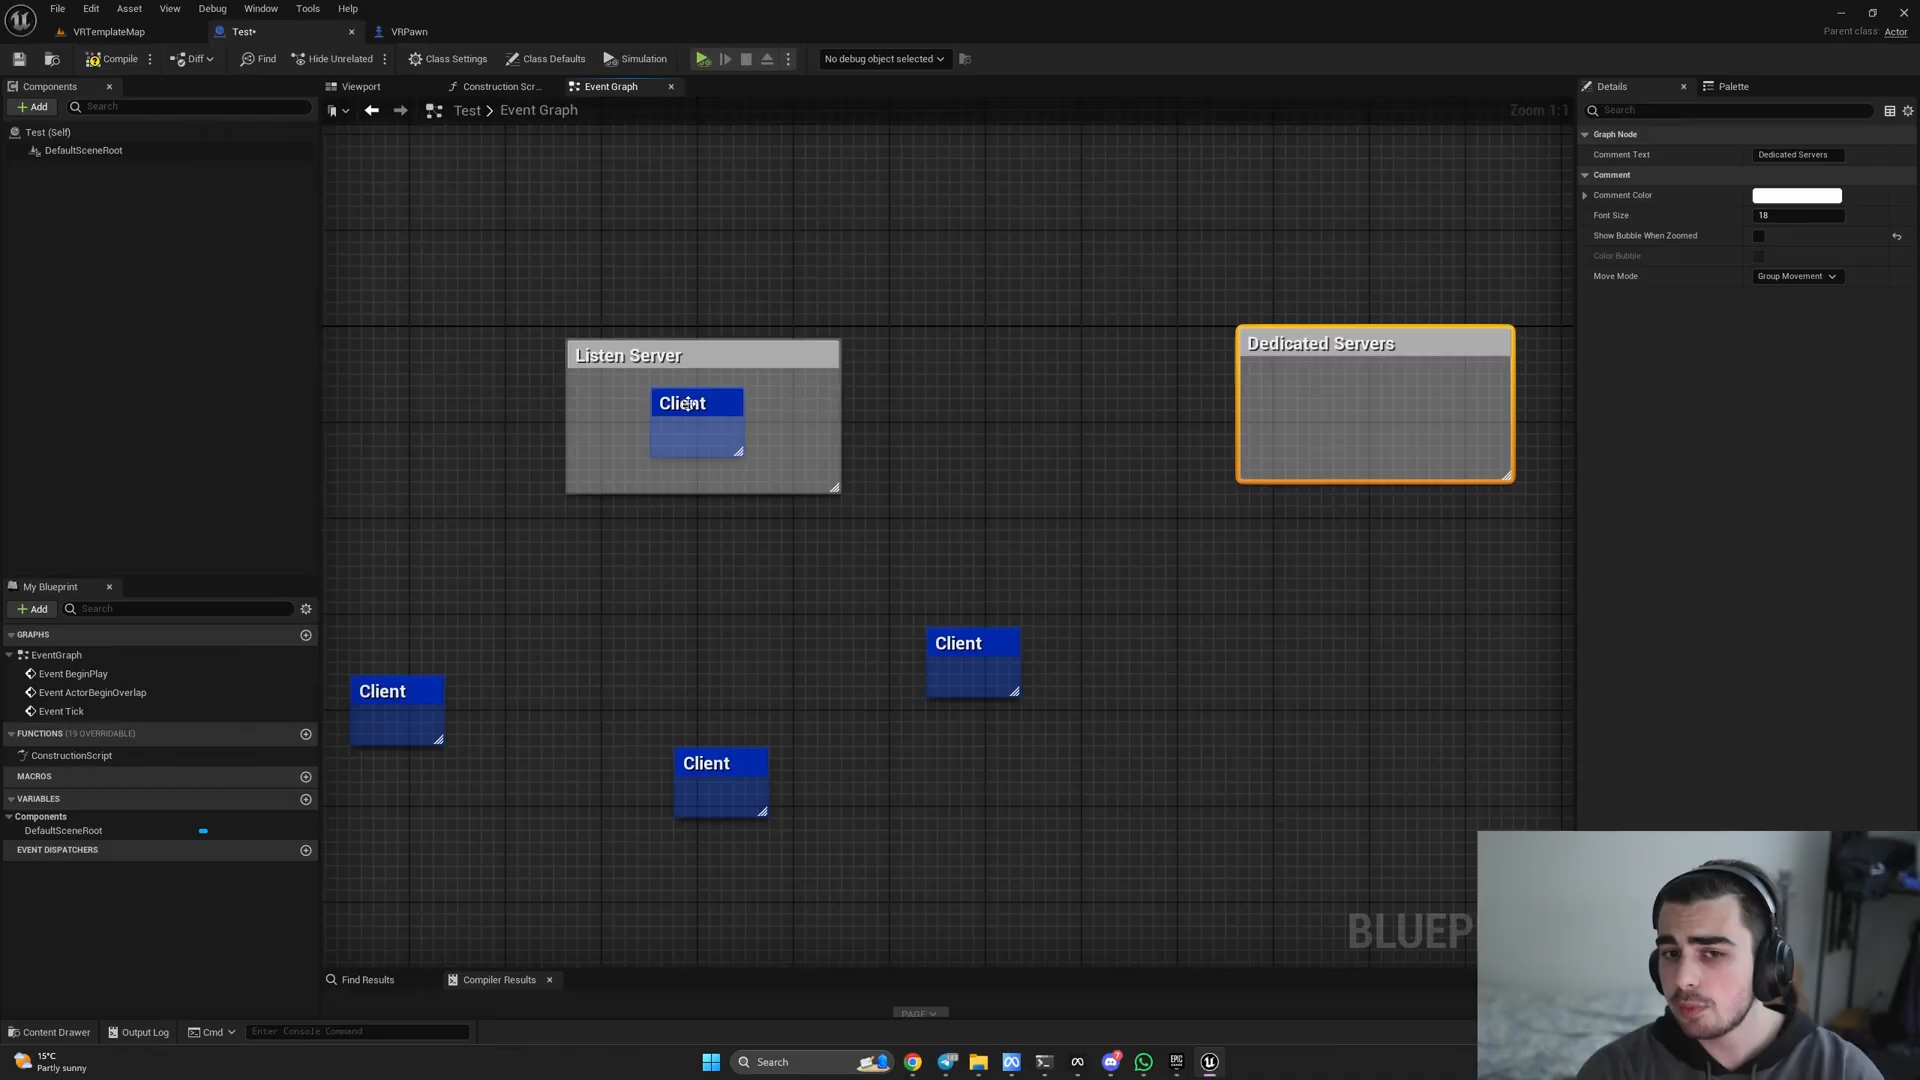 File Edit Asset View Debug Window Tools Help
VRTemplateMap
Test•
VRPawn
Parent class: Actor
Compile
Diff
Find
Hide Unrelated
Class Settings
Class Defaults
Simulation
No debug object selected
Components
Add
Search
Test (Self)
DefaultSceneRoot
Viewport
Construction Scr...
Event Graph
Test > Event Graph
Zoom 1:1
Listen Server
Client
Dedicated Servers
Client
Client
Client
BLUEP
Details
Palette
Search
Graph Node
Comment Text
Dedicated Servers
Comment
Comment Color
Font Size
18
Show Bubble When Zoomed
Color Bubble
Move Mode
Group Movement
My Blueprint
Add
Search
GRAPHS
EventGraph
Event BeginPlay
Event ActorBeginOverlap
Event Tick
FUNCTIONS (19 OVERRIDABLE)
ConstructionScript
MACROS
VARIABLES
Components
DefaultSceneRoot
EVENT DISPATCHERS
Find Results
Compiler Results
PAGE
Content Drawer
Output Log
Cmd
Enter Console Command
15°C
Partly sunny
Search